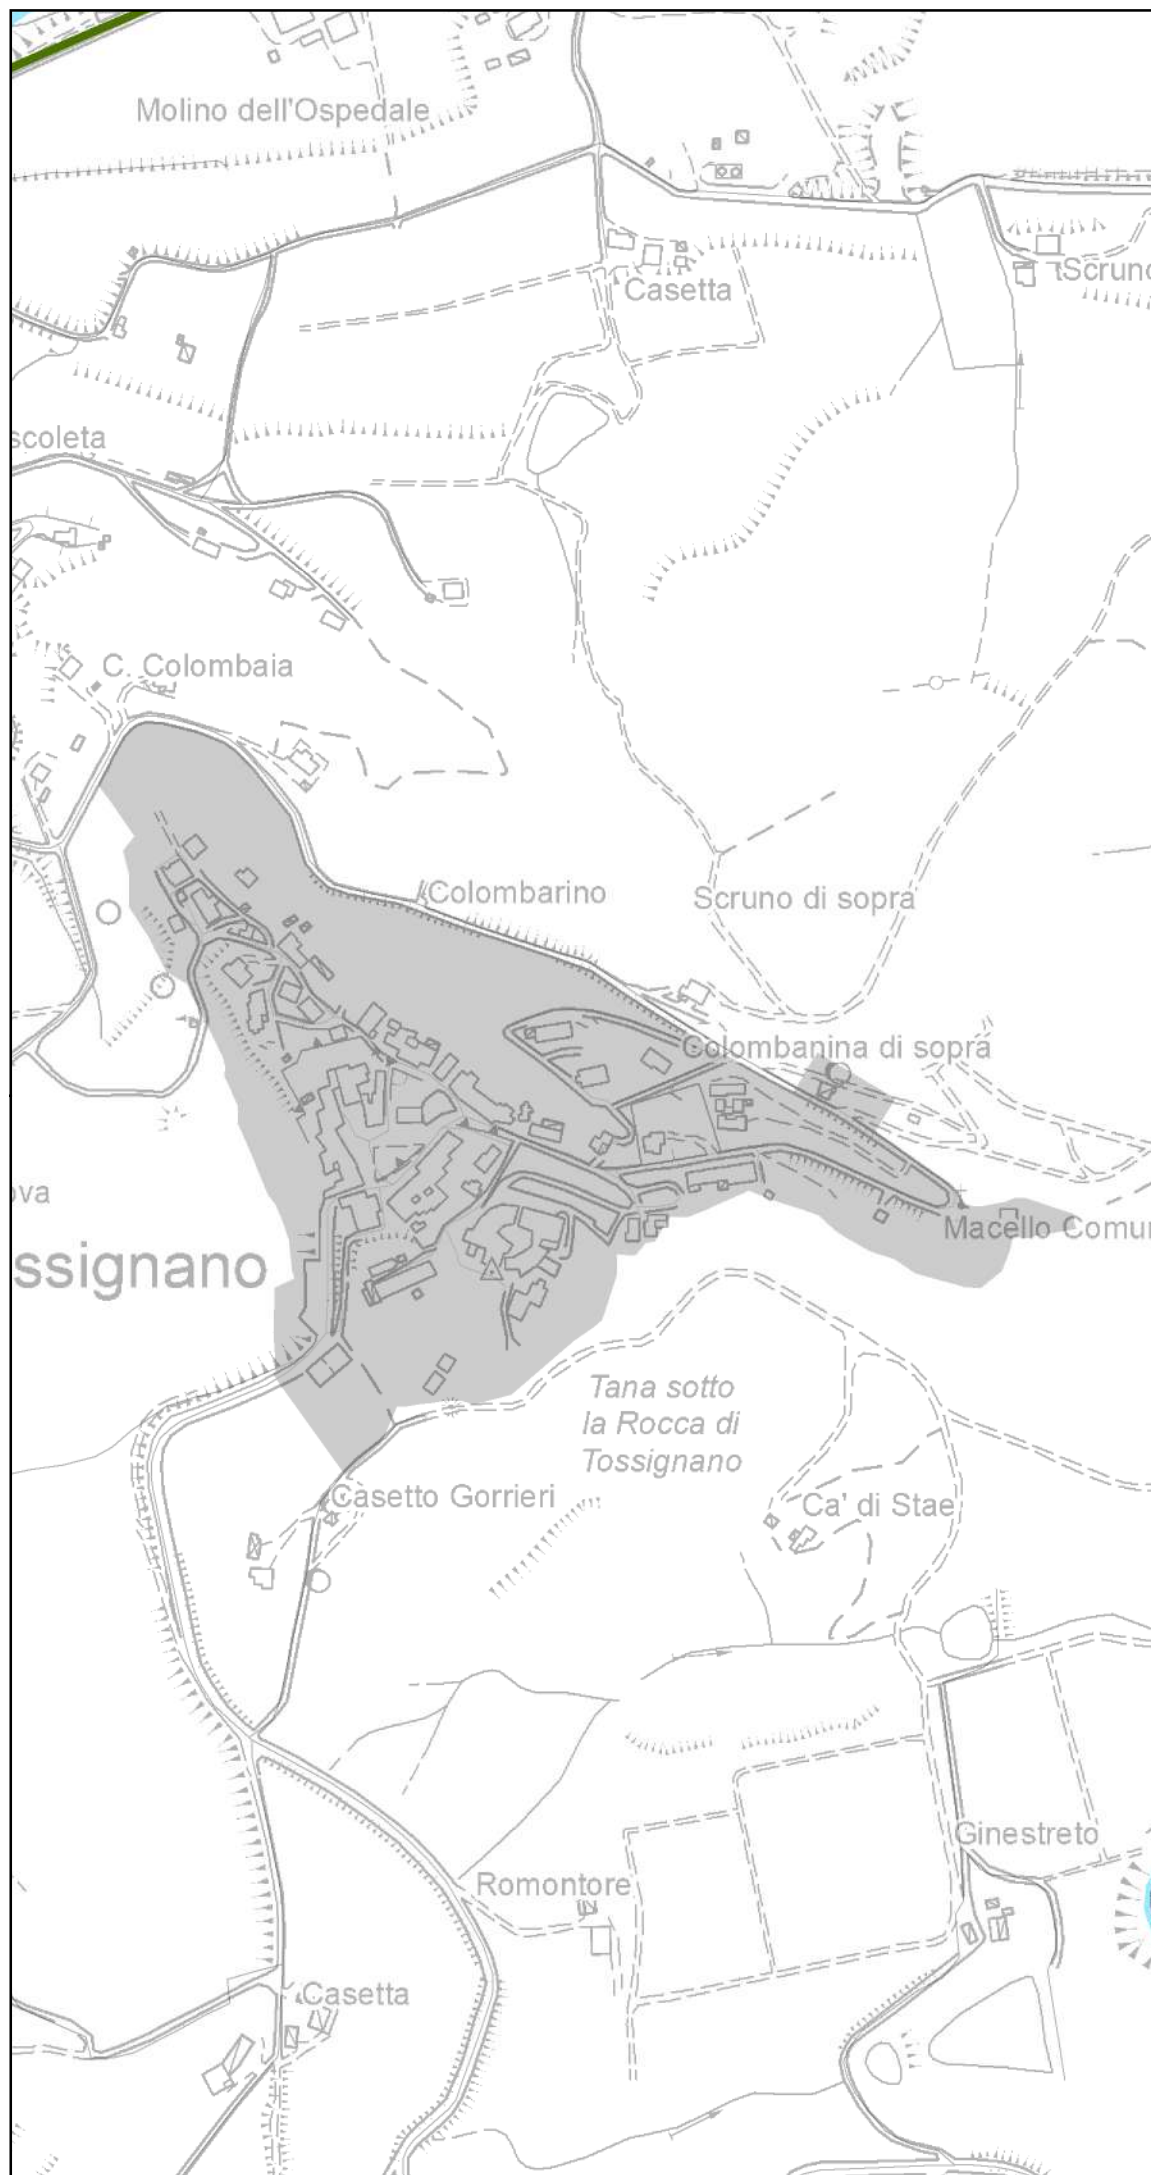 Molino dell'Ospedale
Casetta
Scruno
scoleta
C. Colombaia
Colombarino
Scruno di sopra
Colombanina di sopra
ova
Macello Comu
ssignano
Tana sotto
la Rocca di
Tossignano
Casetto Gorrieri
Ca' di Stae
Ginestreto
Romontore
Casetta